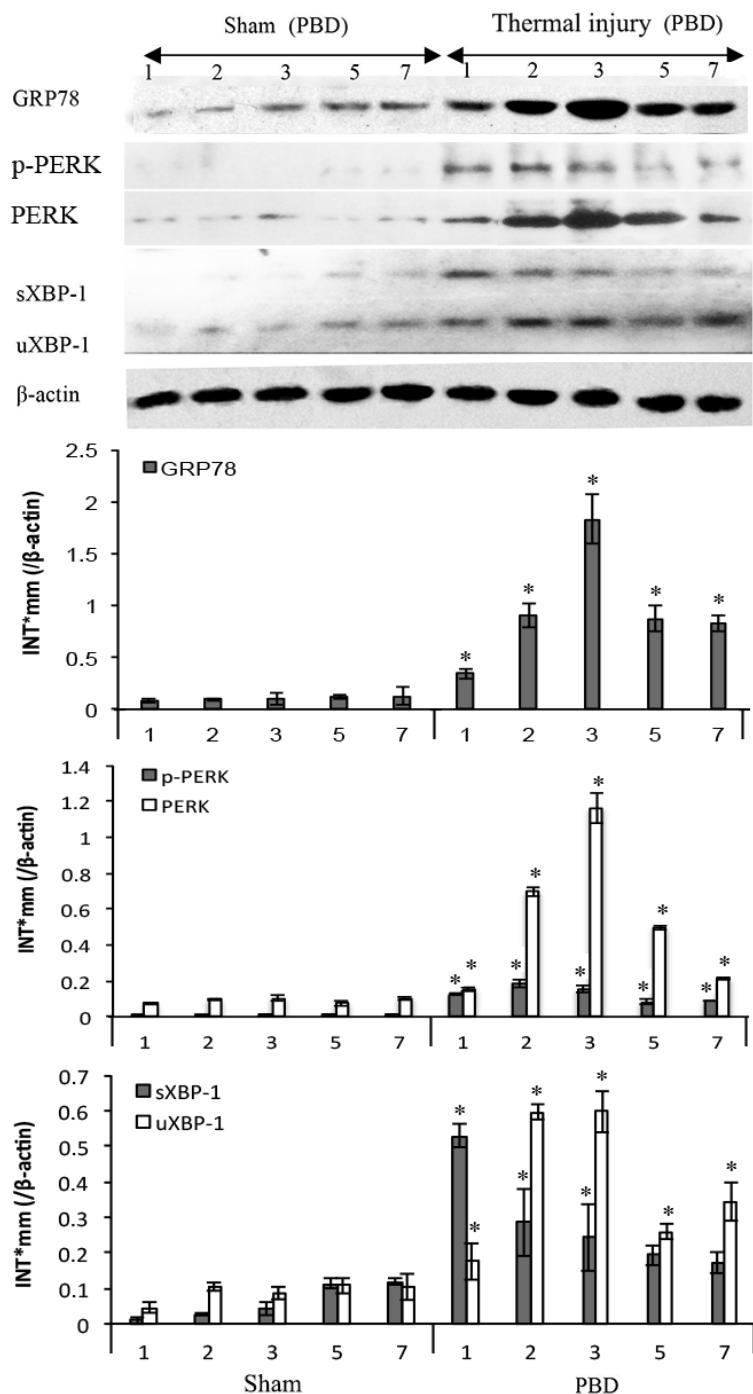 Sham (PBD) Thermal injury (PBD)
1 2 3 5 7 1 2 3 5 7
GRP78
p-PERK
PERK
sXBP-1
uXBP-1
β-actin
INT*mm (/β-actin)
2.5
2
1.5
1
0.5
0
GRP78
* * * * *
1 2 3 5 7 1 2 3 5 7
INT*mm (/β-actin)
1.4
1.2
1
0.8
0.6
0.4
0.2
0
p-PERK
PERK
* * * * * * * * * *
1 2 3 5 7 1 2 3 5 7
INT*mm (/β-actin)
0.7
0.6
0.5
0.4
0.3
0.2
0.1
0
sXBP-1
uXBP-1
* * * * * * * *
1 2 3 5 7 1 2 3 5 7
Sham PBD